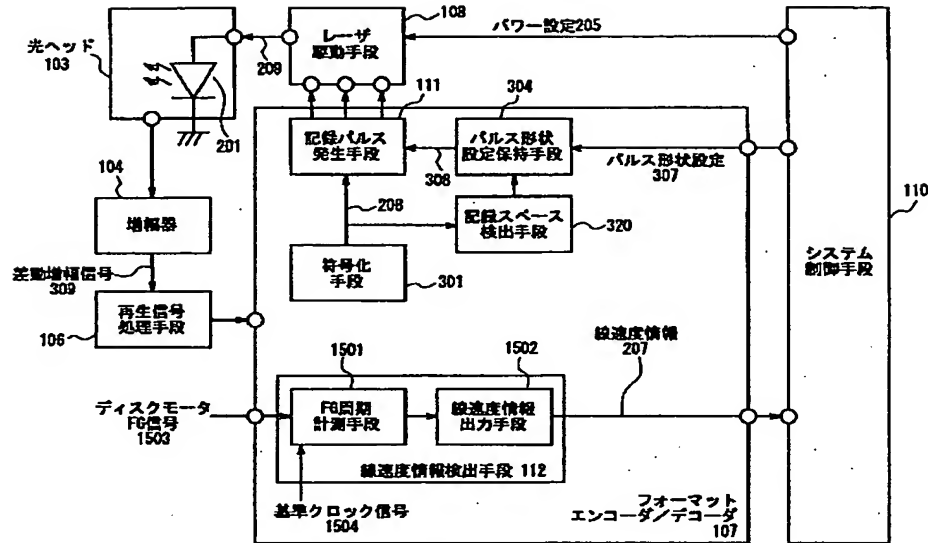 光ヘッド
103
201
209
108
レーザ
駆動手段
パワー設定205
111
304
記録パルス
発生手段
パルス形状
設定保持手段
308
パルス形状設定
307
110
104
増幅器
208
記録スペース
検出手段
320
符号化
手段
301
システム
制御手段
差動増幅信号
309
再生信号
処理手段
106
1501
1502
線速度情報
207
ディスクモータ
FG信号
1503
FG周期
計測手段
線速度情報
出力手段
線速度情報検出手段 112
基準クロック信号
1504
フォーマット
エンコーダ/デコーダ
107